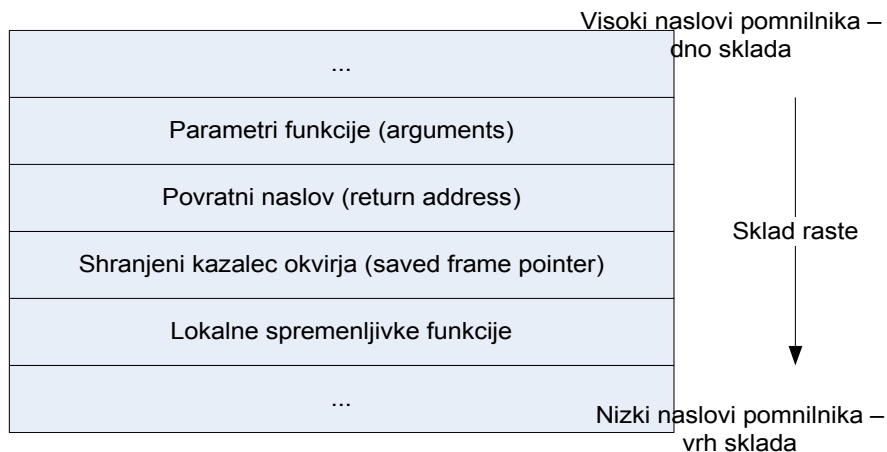 Visoki naslovi pomnilnika –
dno sklada
...
Parametri funkcije (arguments)
Povratni naslov (return address)
Sklad raste
Shranjeni kazalec okvirja (saved frame pointer)
Lokalne spremenljivke funkcije
...
Nizki naslovi pomnilnika –
vrh sklada